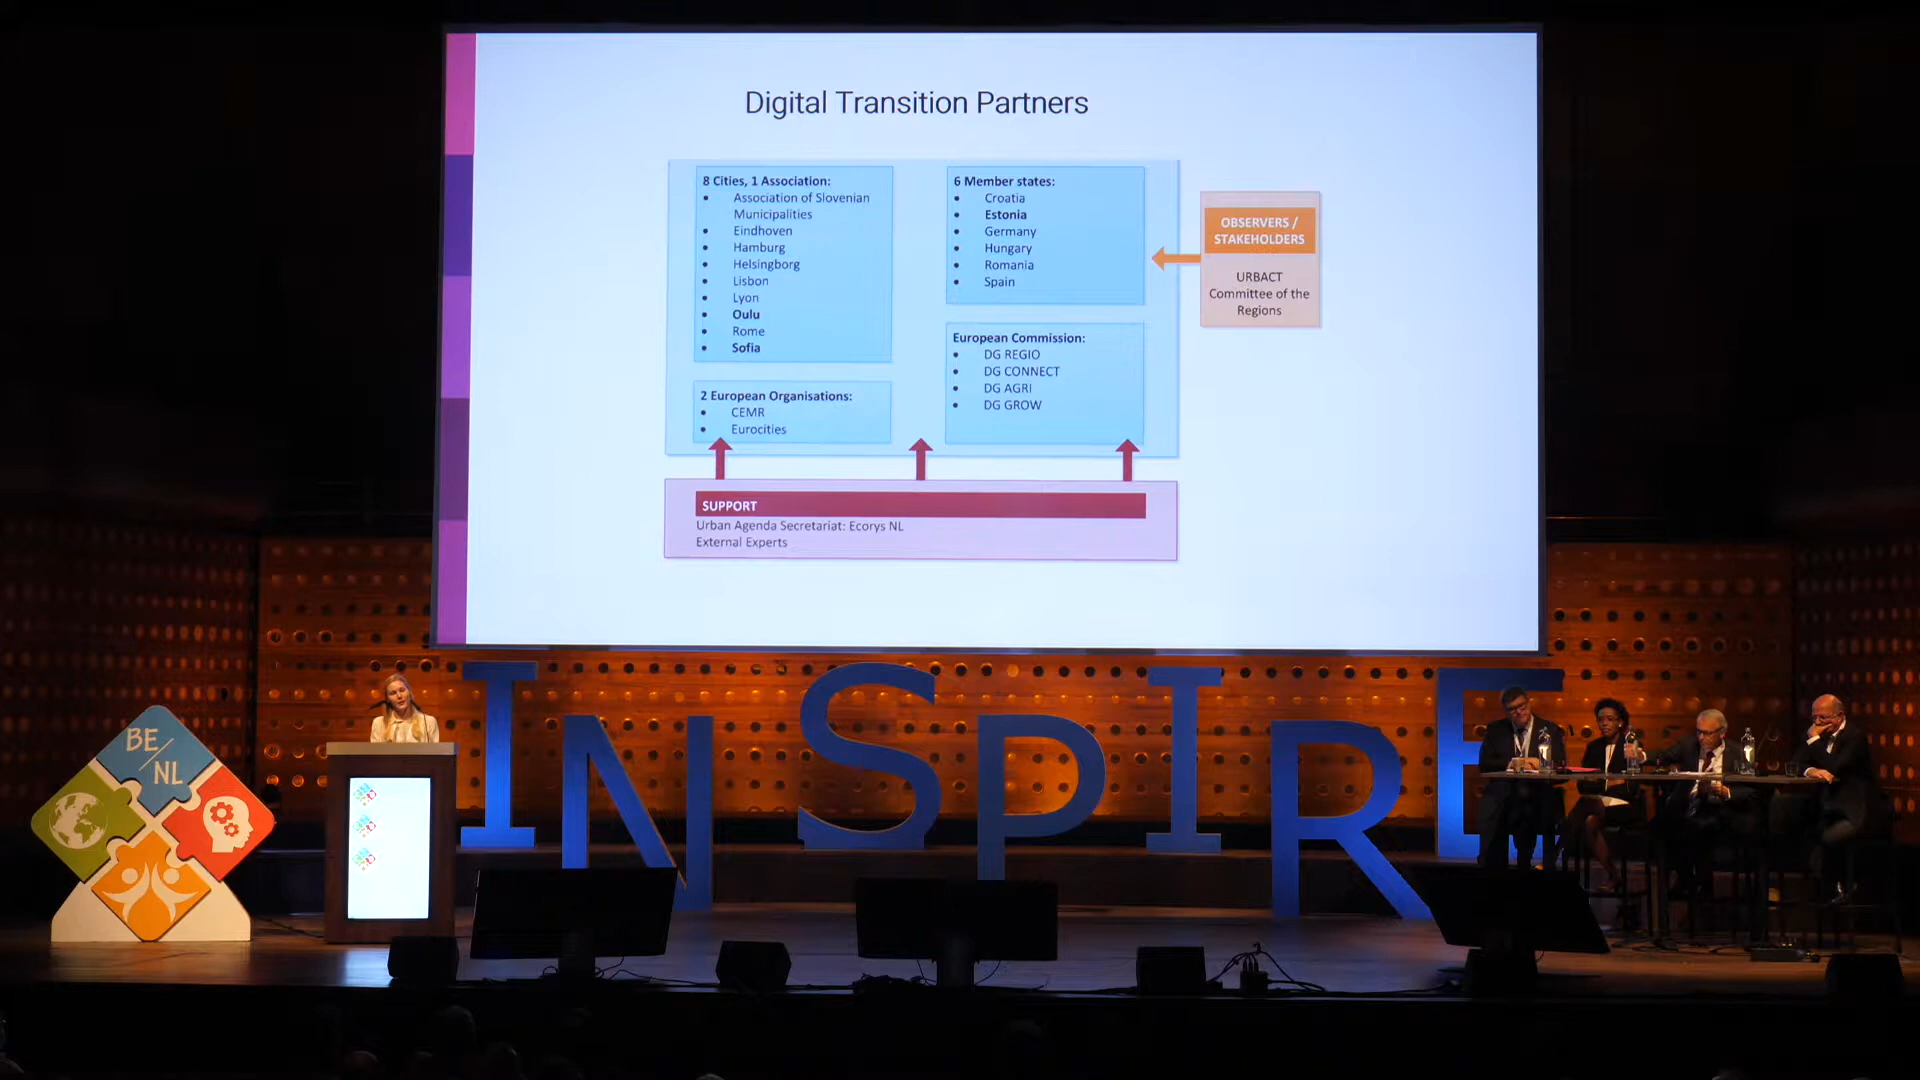 Digital Transition Partners
8 Cities, 1 Association:
• Association of Slovenian
Municipalities
• Eindhoven
• Hamburg
• Helsingborg
• Lisbon
• Lyon
• Oulu
• Rome
• Sofia
2 European Organisations:
• CEMR
• Eurocities
6 Member states:
• Croatia
• Estonia
• Germany
• Hungary
• Romania
• Spain
European Commission:
• DG REGIO
• DG CONNECT
• DG AGRI
• DG GROW
OBSERVERS /
STAKEHOLDERS
URBACT
Committee of the
Regions
SUPPORT
Urban Agenda Secretariat: Ecorys NL
External Experts
INSPIRE
BE/
NL